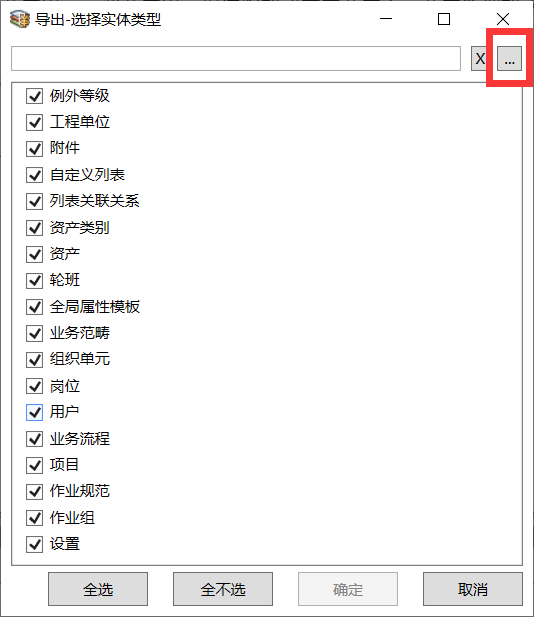 导出-选择实体类型
X ...
例外等级
工程单位
附件
自定义列表
列表关联关系
资产类别
资产
轮班
全局属性模板
业务范畴
组织单元
岗位
用户
业务流程
项目
作业规范
作业组
设置
全选 全不选 确定 取消